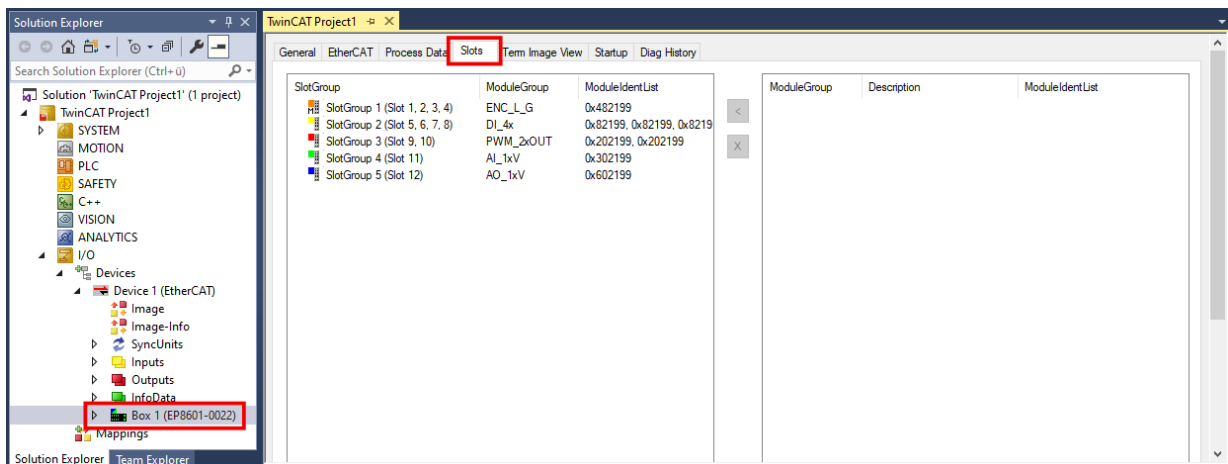 Solution Explorer
Search Solution Explorer (Ctrl+ü)
Solution 'TwinCAT Project1' (1 project)
TwinCAT Project1
SYSTEM
MOTION
PLC
SAFETY
C++
VISION
ANALYTICS
I/O
Devices
Device 1 (EtherCAT)
Image
Image-Info
SyncUnits
Inputs
Outputs
InfoData
Box 1 (EP8601-0022)
Mappings
Solution Explorer Team Explorer
TwinCAT Project1
General EtherCAT Process Data Slots Term Image View Startup Diag History
SlotGroup ModuleGroup ModuleIdentList
SlotGroup 1 (Slot 1, 2, 3, 4) ENC_L_G 0x482199
SlotGroup 2 (Slot 5, 6, 7, 8) DI_4x 0x82199, 0x82199, 0x8219
SlotGroup 3 (Slot 9, 10) PWM_2xOUT 0x202199, 0x202199
SlotGroup 4 (Slot 11) AI_1xV 0x302199
SlotGroup 5 (Slot 12) AO_1xV 0x602199
<
X
ModuleGroup Description ModuleIdentList